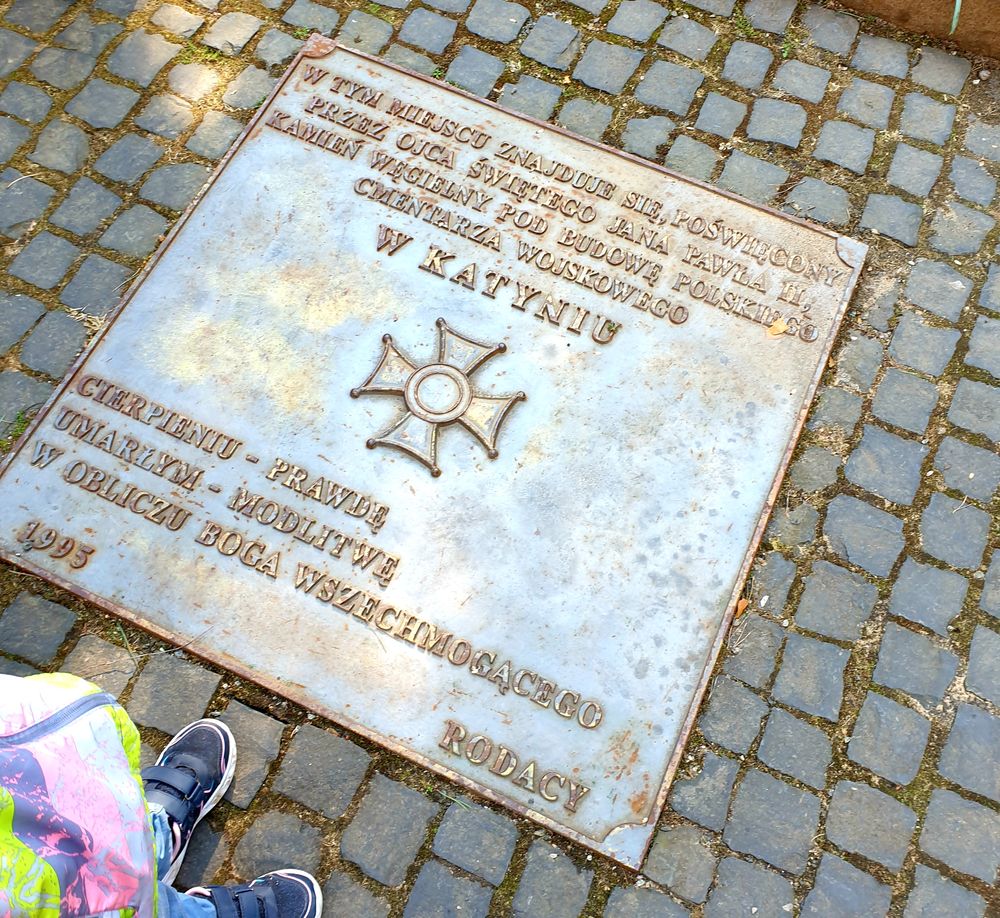 W TYM MIEJSCU ZNAJDUJE SIĘ, POŚWIĘCONY
PRZEZ OJCA ŚWIĘTEGO JANA PAWŁA II,
KAMIEŃ WĘGIELNY POD BUDOWĘ POLSKIEGO
CMENTARZA WOJSKOWEGO
W KATYNIU
CIERPIENIU - PRAWDĘ
UMARŁYM - MODLITWĘ
W OBLICZU BOGA WSZECHMOGĄCEGO
1995
RODACY